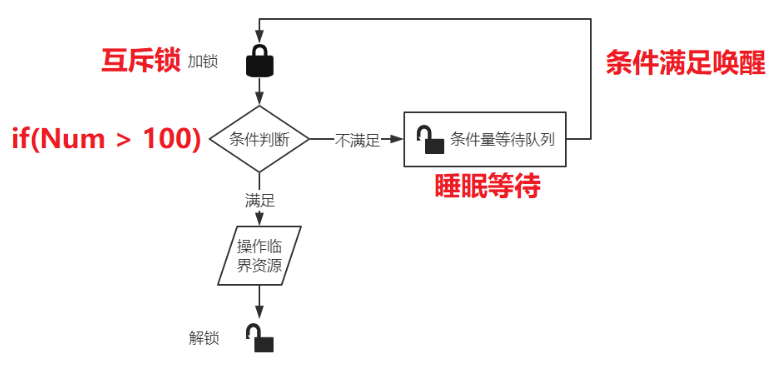 互斥锁 加锁
条件满足唤醒
if(Num > 100)
条件判断
不满足
条件量等待队列
睡眠等待
满足
操作临
界资源
解锁